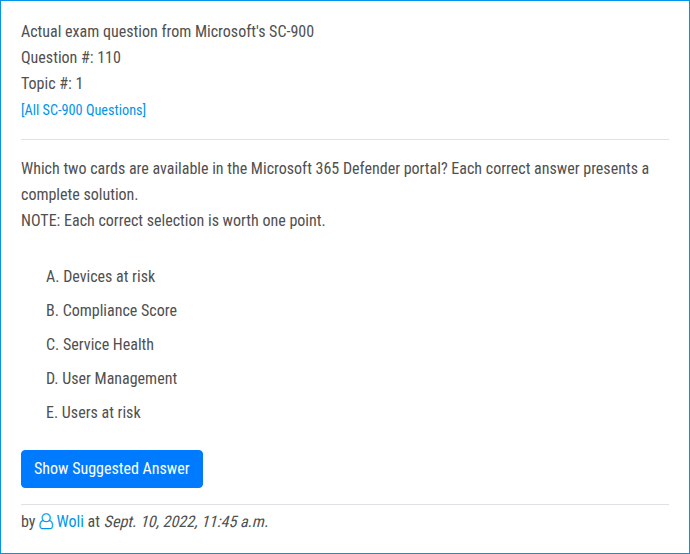 Actual exam question from Microsoft's SC-900
Question #: 110
Topic #: 1
[All SC-900 Questions]
Which two cards are available in the Microsoft 365 Defender portal? Each correct answer presents a
complete solution.
NOTE: Each correct selection is worth one point.
A. Devices at risk
B. Compliance Score
C. Service Health
D. User Management
E. Users at risk
Show Suggested Answer
by Woli at Sept. 10, 2022, 11:45 a.m.